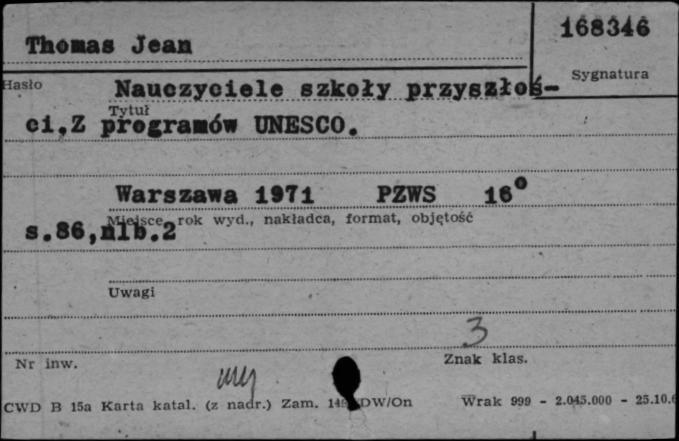 168346
Thomas Jean
Hasło
Sygnatura
Nauczyciele szkoły przyszłoś-
Tytuł
ci,Z programów UNESCO.
Warszawa 1971 PZWS 16°
Miejsce, rok wyd., nakładca, format, objętość
s.86,nlb.2
Uwagi
3
Nr inw.
Znak klas.
CWD B 15a Karta katal. (z nadr.) Zam. DW/On Wrak 999 - 2.045.000 - 25.10.6